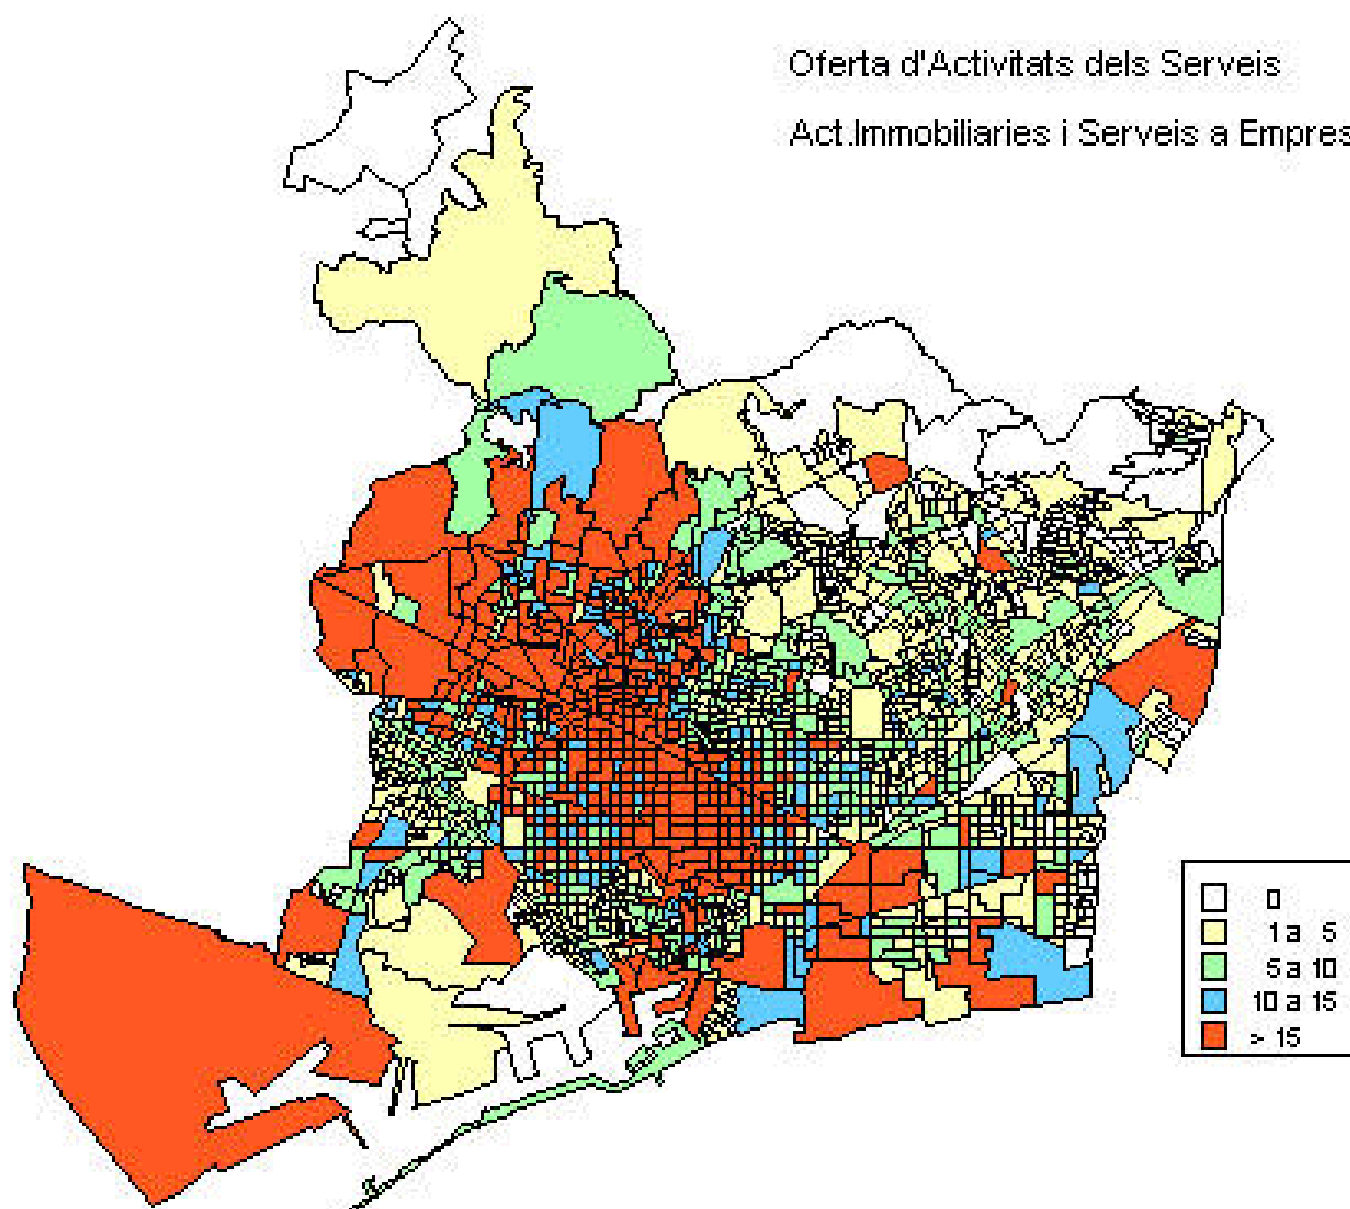 Oferta d'Activitats dels Serveis
Act.Immobiliaries i Serveis a Empres
0
1 a 5
5 a 10
10 a 15
> 15